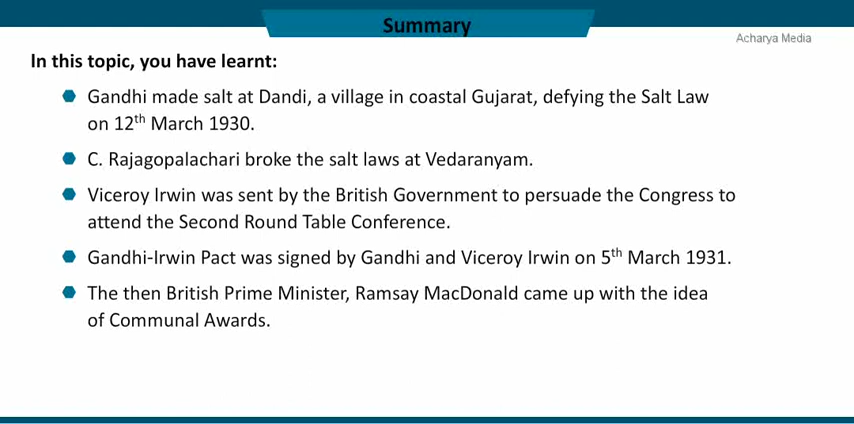 Summary
Acharya Media
In this topic, you have learnt:
Gandhi made salt at Dandi, a village in coastal Gujarat, defying the Salt Law
on 12th March 1930.
C. Rajagopalachari broke the salt laws at Vedaranyam.
Viceroy Irwin was sent by the British Government to persuade the Congress to
attend the Second Round Table Conference.
Gandhi-Irwin Pact was signed by Gandhi and Viceroy Irwin on 5th March 1931.
The then British Prime Minister, Ramsay MacDonald came up with the idea
of Communal Awards.